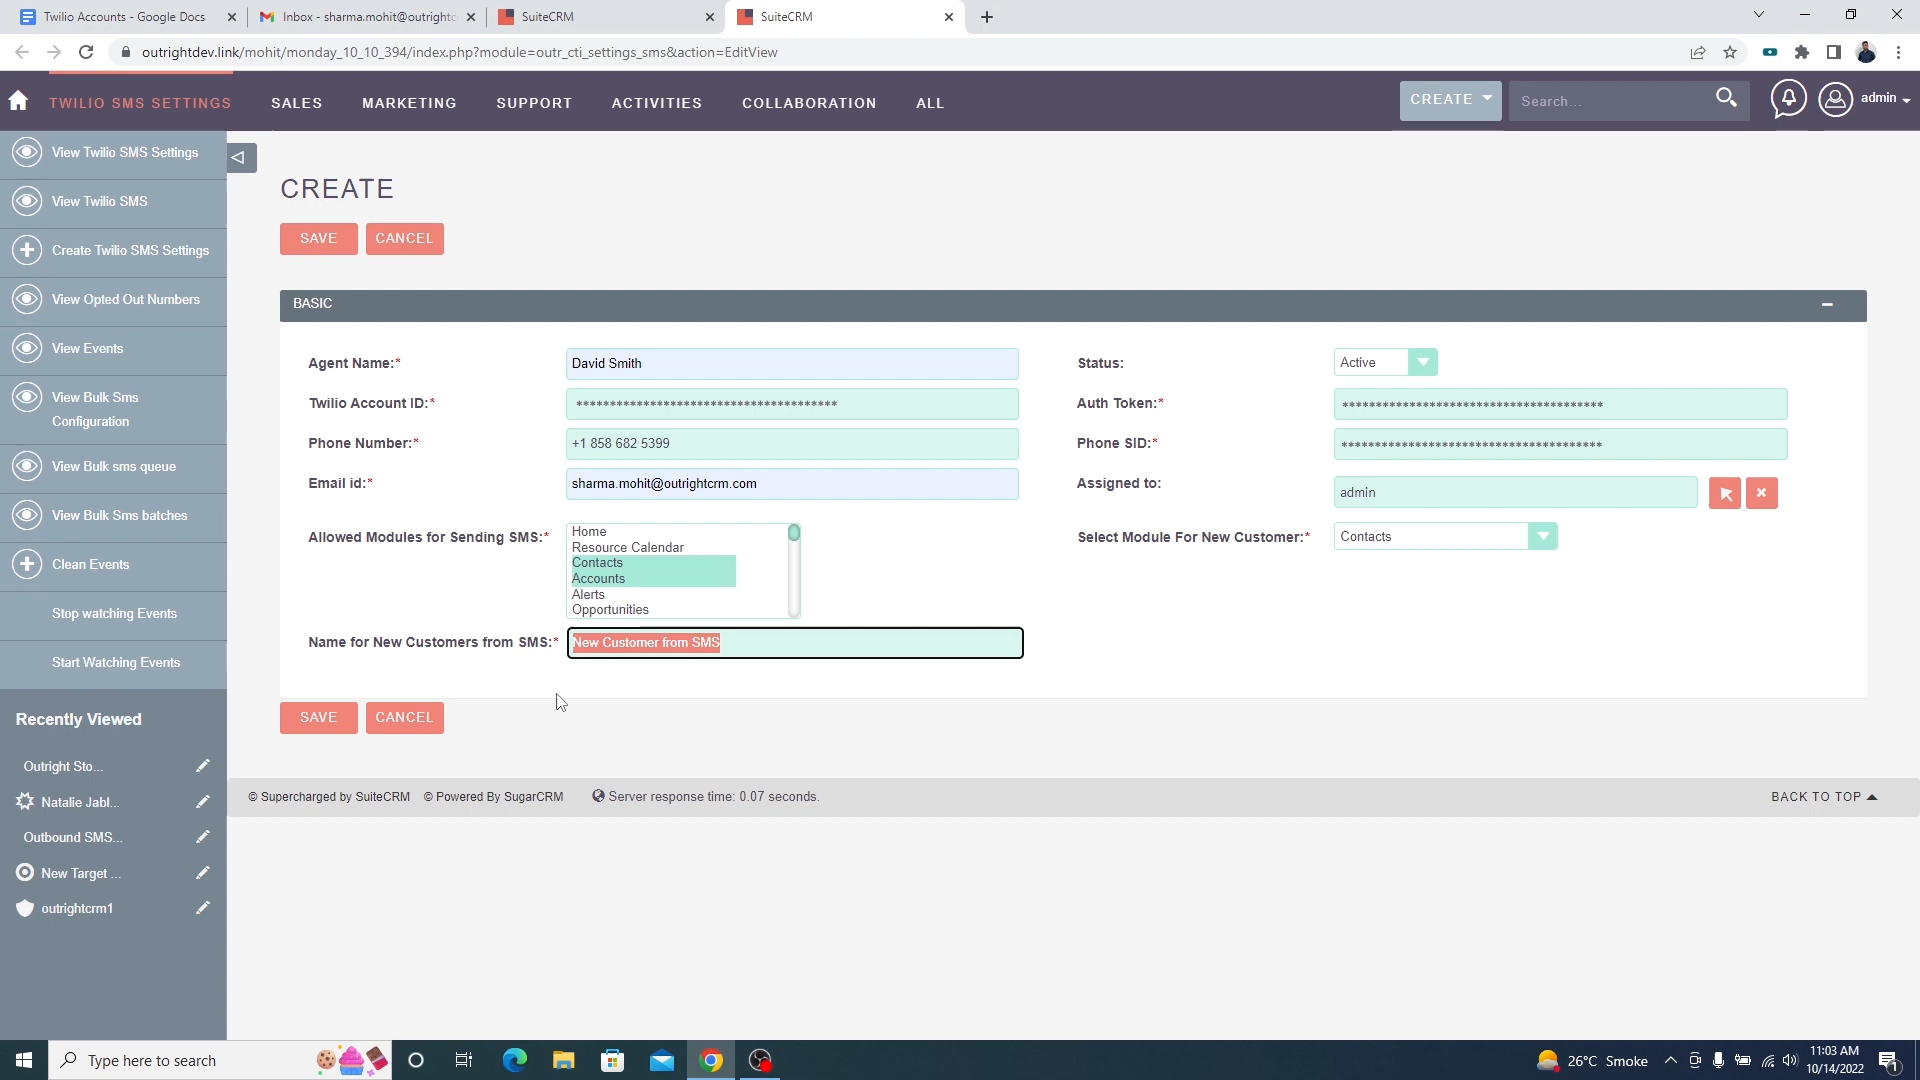 Twilio Accounts - Google Docs
Inbox - sharma.mohit@outrightc
SuiteCRM
SuiteCRM
outrightdev.link/mohit/monday_10_10_394/index.php?module=outr_cti_settings_sms&action=EditView
TWILIO SMS SETTINGS
SALES
MARKETING
SUPPORT
ACTIVITIES
COLLABORATION
ALL
CREATE
Search...
admin
View Twilio SMS Settings
View Twilio SMS
Create Twilio SMS Settings
View Opted Out Numbers
View Events
View Bulk Sms
Configuration
View Bulk sms queue
View Bulk Sms batches
Clean Events
Stop watching Events
Start Watching Events
Recently Viewed
Outright Sto...
Natalie Jabl...
Outbound SMS...
New Target ...
outrightcrm1
CREATE
SAVE
CANCEL
BASIC
Agent Name:*
David Smith
Status:
Active
Twilio Account ID:*
***************************************
Auth Token:*
***************************************
Phone Number:*
+1 858 682 5399
Phone SID:*
***************************************
Email id:*
sharma.mohit@outrightcrm.com
Assigned to:
admin
Allowed Modules for Sending SMS:*
Home
Resource Calendar
Contacts
Accounts
Alerts
Opportunities
Select Module For New Customer:*
Contacts
Name for New Customers from SMS:*
New Customer from SMS
SAVE
CANCEL
© Supercharged by SuiteCRM
© Powered By SugarCRM
Server response time: 0.07 seconds.
BACK TO TOP
Type here to search
26°C Smoke
11:03 AM
10/14/2022
1